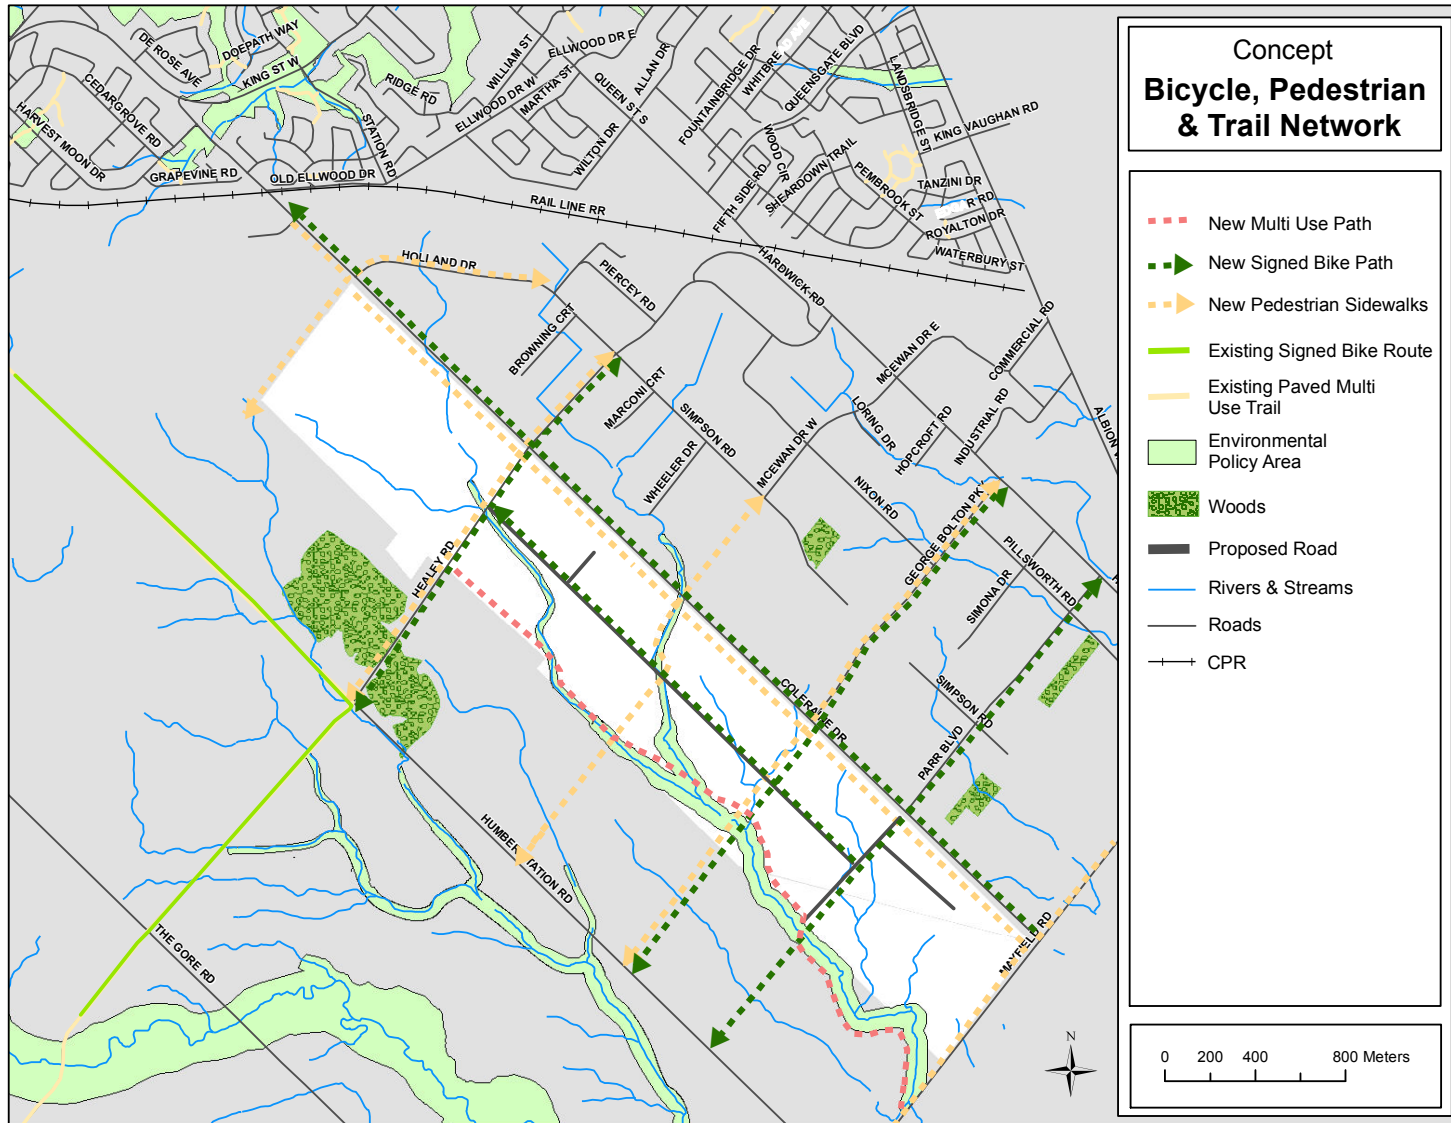 Concept
Bicycle, Pedestrian
& Trail Network
New Multi Use Path
New Signed Bike Path
New Pedestrian Sidewalks
Existing Signed Bike Route
Existing Paved Multi
Use Trail
Environmental
Policy Area
Woods
Proposed Road
Rivers & Streams
Roads
CPR
0 200 400 800 Meters
N
DE ROSE AVE
DOEPATH WAY
KING ST W
CEDARGROVE RD
HARVEST MOON DR
GRAPEVINE RD
OLD ELLWOOD DR
STATION RD
RIDGE RD
WILLIAM ST
ELLWOOD DR E
ELLWOOD DR W
MARTHA ST
QUEEN ST S
ALLAN DR
WILTON DR
FOUNTAINBRIDGE DR
WHITBRE
QUEENSGATE BLVD
LANDSBRIDGE ST
KING VAUGHAN RD
WOOD CIR
SHEARDOWN TRAIL
FIFTH SIDE RD
PEMBROOK ST
TANZINI DR
R RD
ROYALTON DR
WATERBURY ST
RAIL LINE RR
HOLLAND DR
PIERCEY RD
BROWNING CRT
MARCONI CRT
HARDWICK RD
SIMPSON RD
WHEELER DR
MCEWAN DR W
MCEWAN DR E
COMMERCIAL RD
LORING DR
HOPCROFT RD
INDUSTRIAL RD
NIXON RD
GEORGE BOLTON PKY
PILLSWORTH RD
SIMONA DR
SIMPSON RD
PARR BLVD
COLERAINE DR
HEALEY RD
HUMBER STATION RD
THE GORE RD
MAYFIELD RD